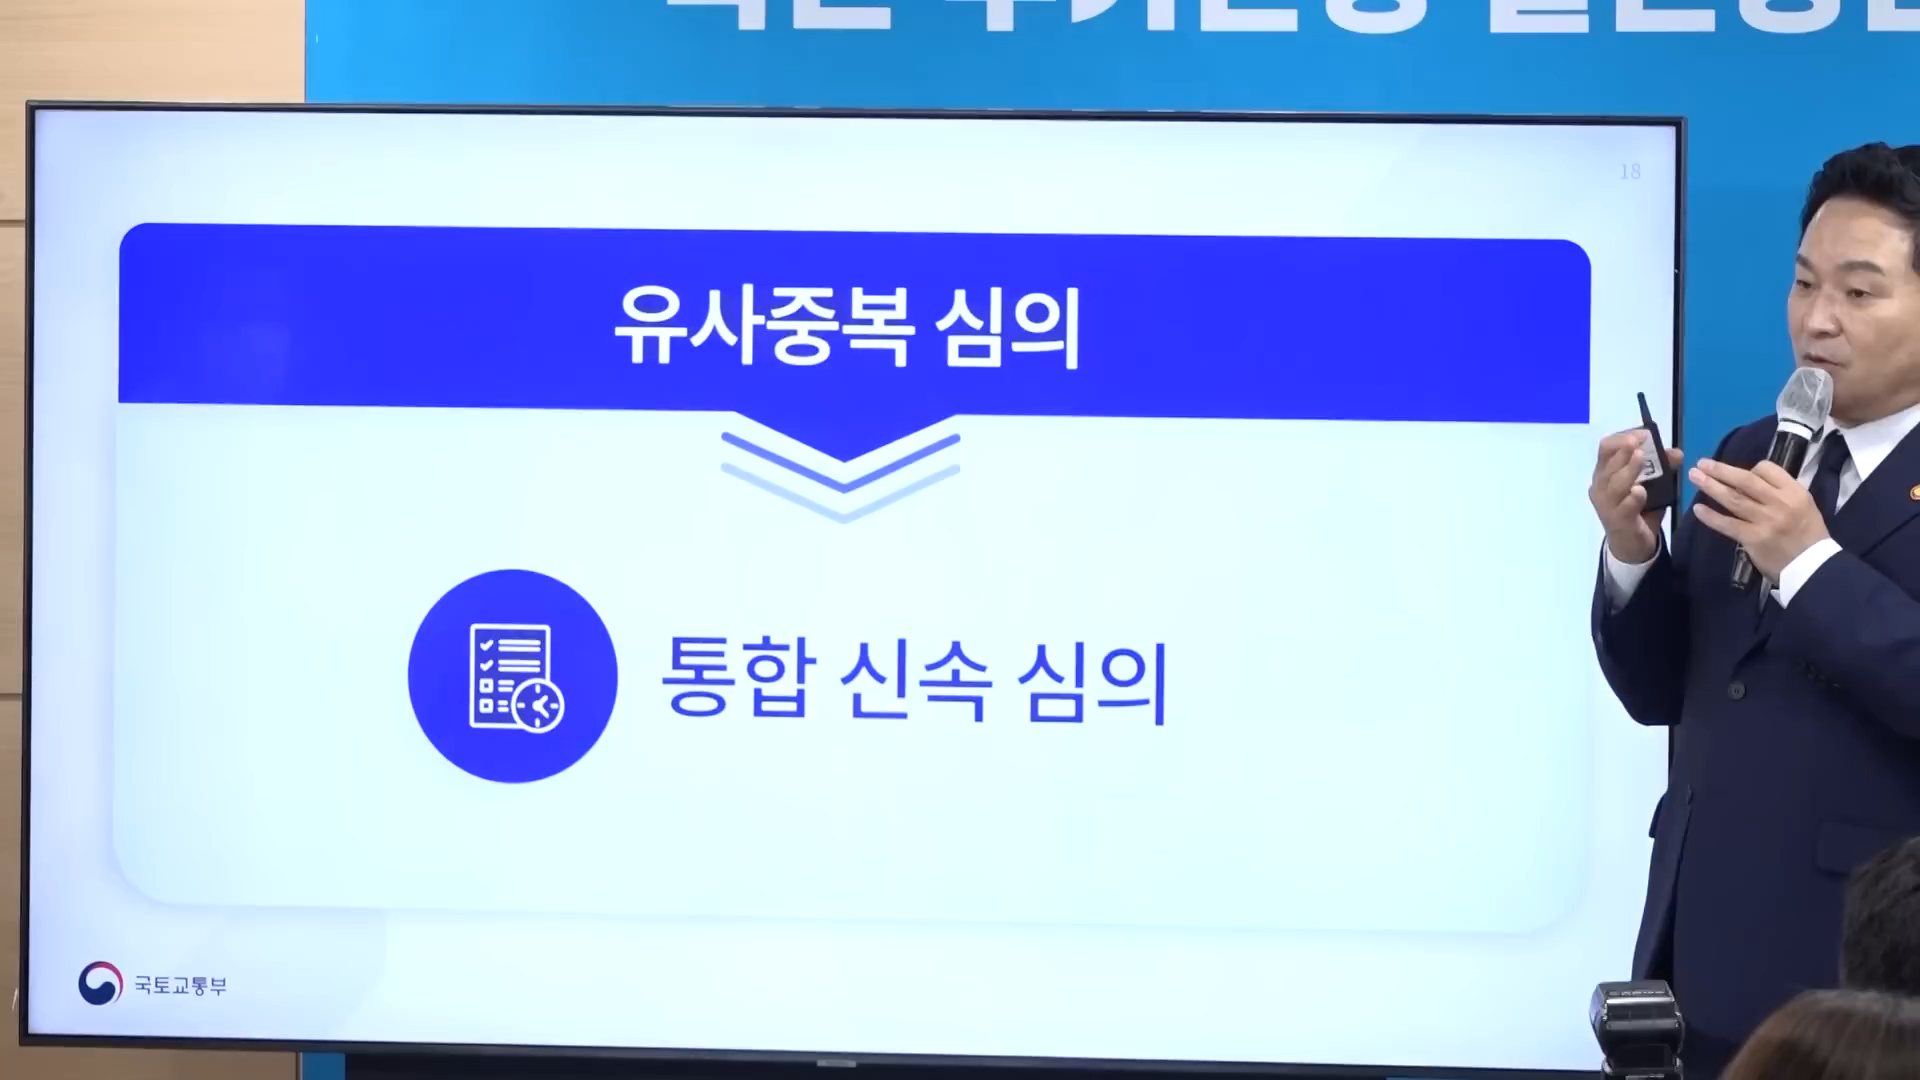 18
유사중복 심의
통합 신속 심의
국토교통부